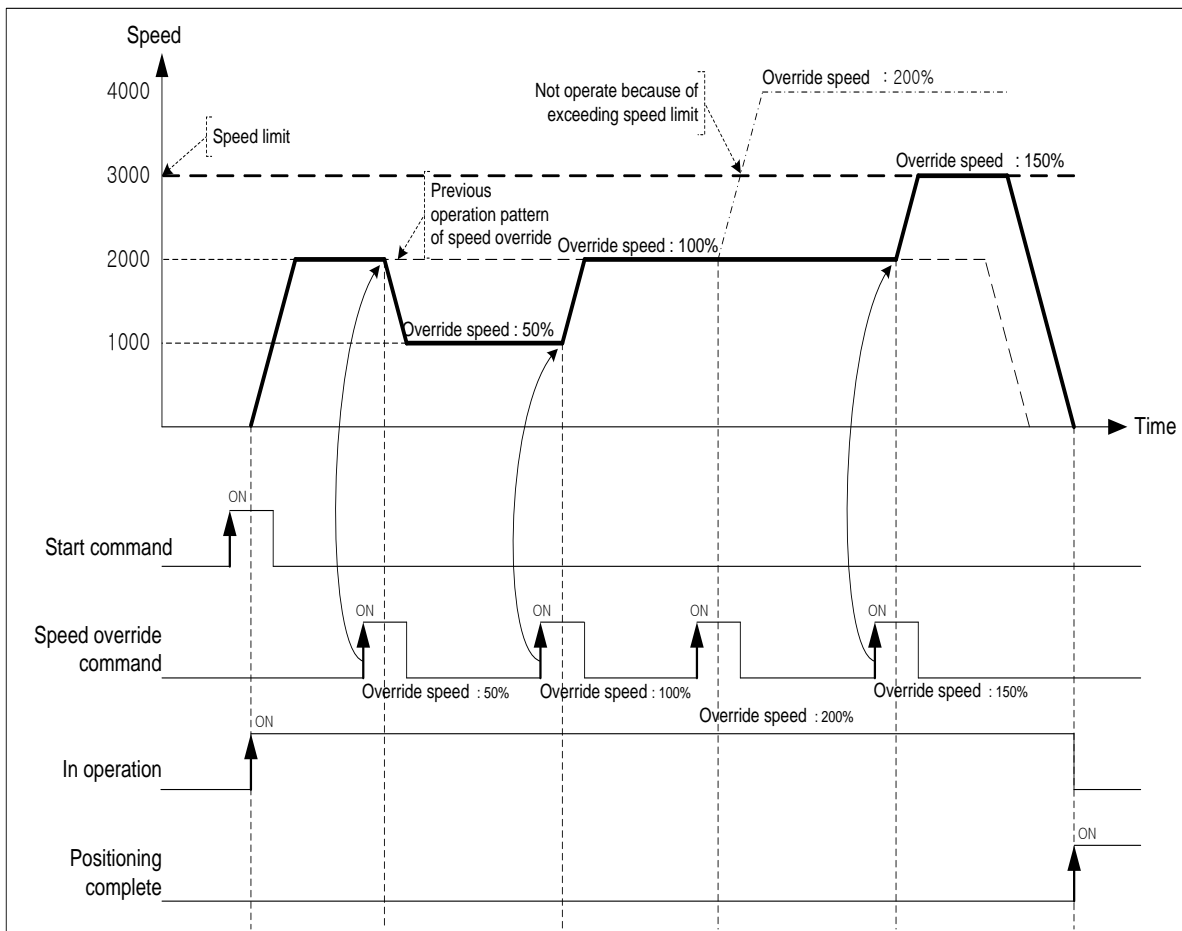 Speed
4000
Override speed : 200%
Not operate because of
exceeding speed limit
Speed limit
3000
Override speed : 150%
Previous
operation pattern
of speed override
2000
Override speed : 100%
1000
Override speed : 50%
Time
ON
Start command
ON
ON
ON
ON
Speed override
command
Override speed : 50%
Override speed : 100%
Override speed : 150%
Override speed : 200%
ON
In operation
ON
Positioning
complete